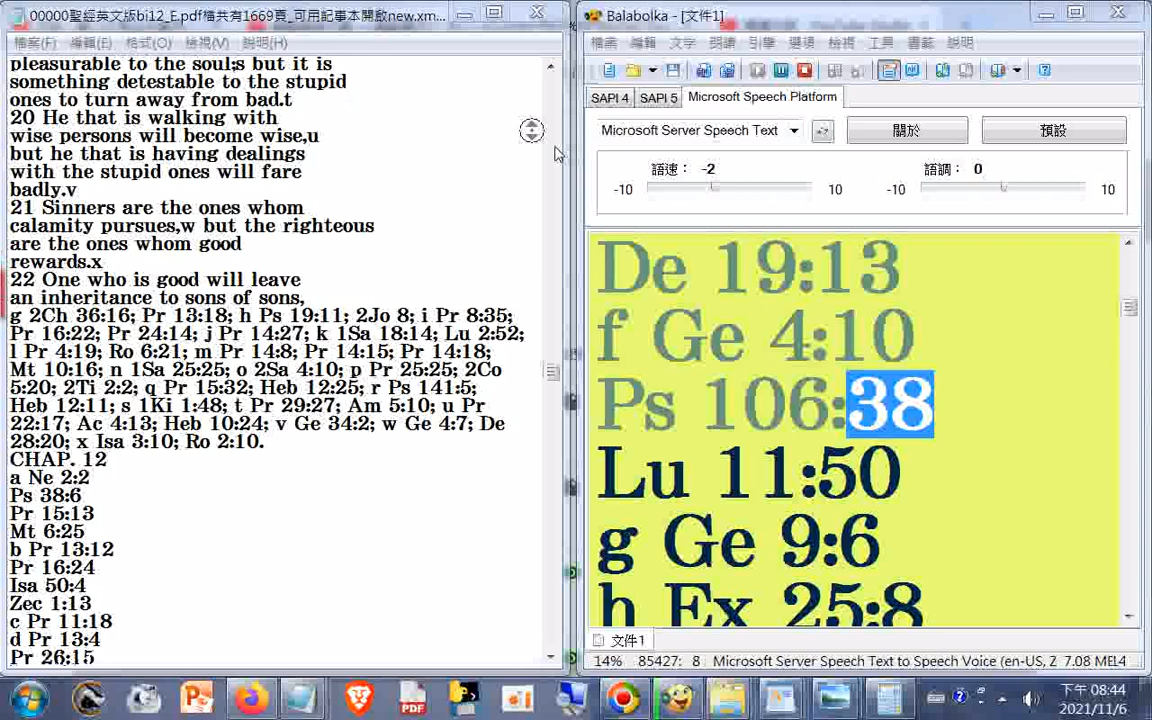 00000聖經英文版bi12_E.pdf檔共有1669頁_可用記事本開啟new.xm...
檔案(F) 編輯(E) 格式(O) 檢視(V) 說明(H)
pleasurable to the soul;s but it is
something detestable to the stupid
ones to turn away from bad.t
20 He that is walking with
wise persons will become wise,u
but he that is having dealings
with the stupid ones will fare
badly.v
21 Sinners are the ones whom
calamity pursues,w but the righteous
are the ones whom good
rewards.x
22 One who is good will leave
an inheritance to sons of sons,
g 2Ch 36:16; Pr 13:18; h Ps 19:11; 2Jo 8; i Pr 8:35;
Pr 16:22; Pr 24:14; j Pr 14:27; k 1Sa 18:14; Lu 2:52;
l Pr 4:19; Ro 6:21; m Pr 14:8; Pr 14:15; Pr 14:18;
Mt 10:16; n 1Sa 25:25; o 2Sa 4:10; p Pr 25:25; 2Co
5:20; 2Ti 2:2; q Pr 15:32; Heb 12:25; r Ps 141:5;
Heb 12:11; s 1Ki 1:48; t Pr 29:27; Am 5:10; u Pr
22:17; Ac 4:13; Heb 10:24; v Ge 34:2; w Ge 4:7; De
28:20; x Isa 3:10; Ro 2:10.
CHAP. 12
a Ne 2:2
Ps 38:6
Pr 15:13
Mt 6:25
b Pr 13:12
Pr 16:24
Isa 50:4
Zec 1:13
c Pr 11:18
d Pr 13:4
Pr 26:15
Balabolka - [文件1]
檔案 編輯 文字 朗讀 引擎 選項 檢視 工具 書籤 說明
SAPI 4 SAPI 5 Microsoft Speech Platform
Microsoft Server Speech Text 關於 預設
語速： -2 語調： 0
-10 10 -10 10
De 19:13
f Ge 4:10
Ps 106:38
Lu 11:50
g Ge 9:6
h Ex 25:8
文件1
14% 85427: 8 Microsoft Server Speech Text to Speech Voice (en-US, 2 7.08 MB
PDF
下午 08:44
2021/11/6